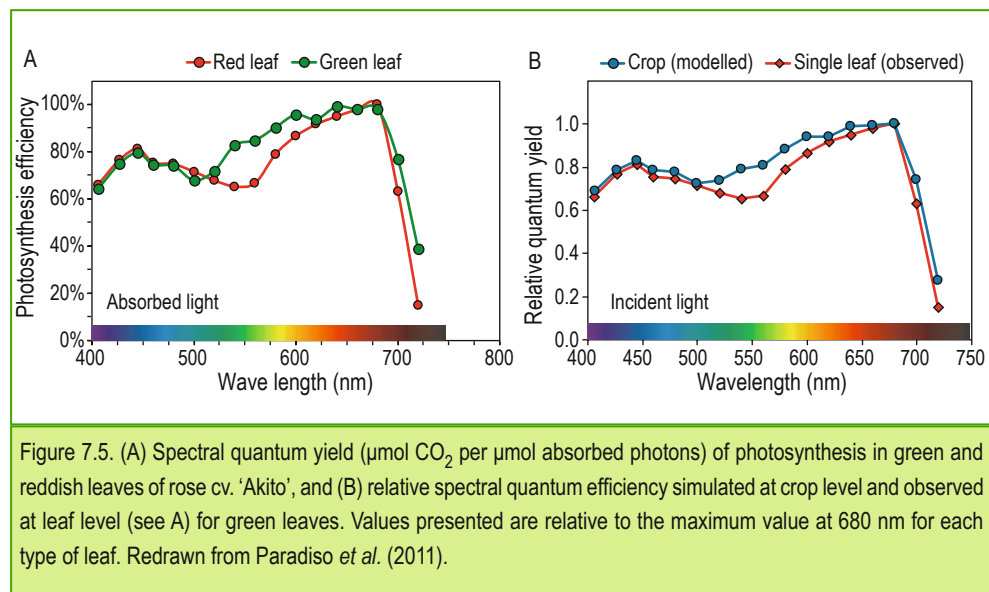 A
Red leaf Green leaf
Photosynthesis efficiency
100%
80%
60%
40%
20%
0%
Absorbed light
400 500 600 700 800
Wave length (nm)
B
Crop (modelled) Single leaf (observed)
Relative quantum yield
1.0
0.8
0.6
0.4
0.2
0.0
Incident light
400 450 500 550 600 650 700 750
Wavelength (nm)
Figure 7.5. (A) Spectral quantum yield (µmol CO₂ per µmol absorbed photons) of photosynthesis in green and
reddish leaves of rose cv. ‘Akito’, and (B) relative spectral quantum efficiency simulated at crop level and observed
at leaf level (see A) for green leaves. Values presented are relative to the maximum value at 680 nm for each
type of leaf. Redrawn from Paradiso et al. (2011).